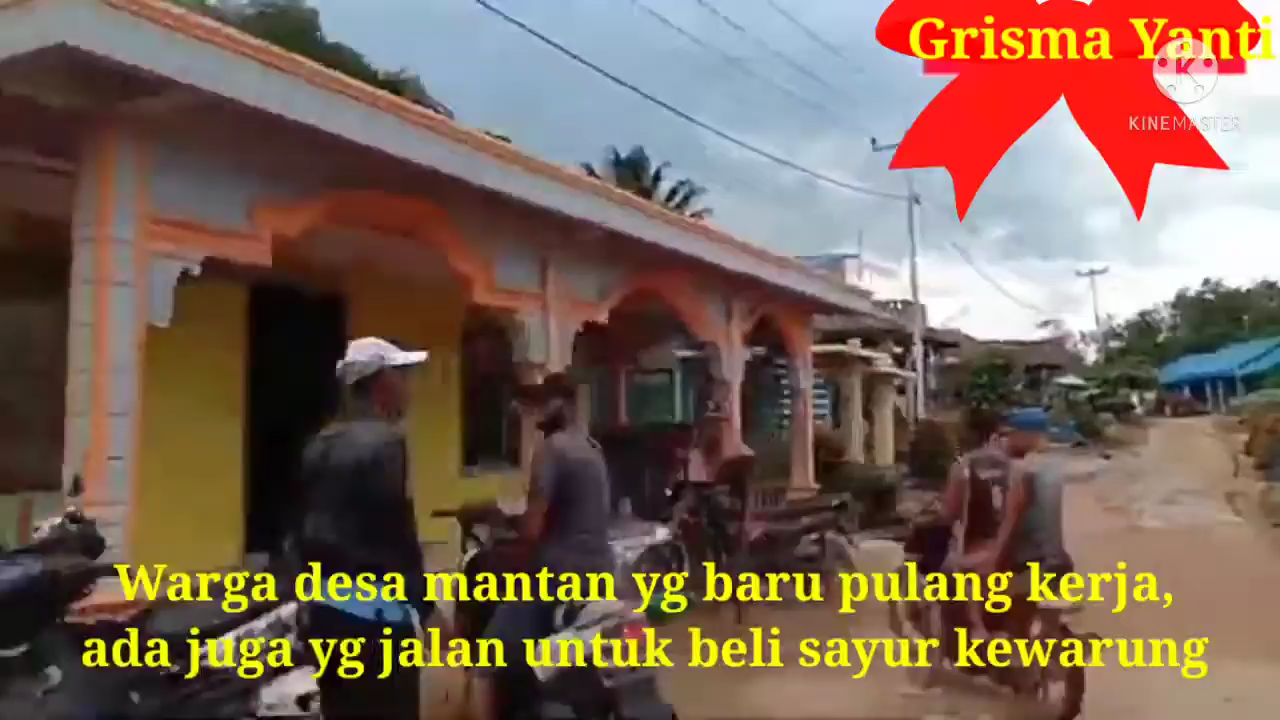 Grisma Yanti
KINEMASTER
Warga desa mantan yg baru pulang kerja,
ada juga yg jalan untuk beli sayur kewarung